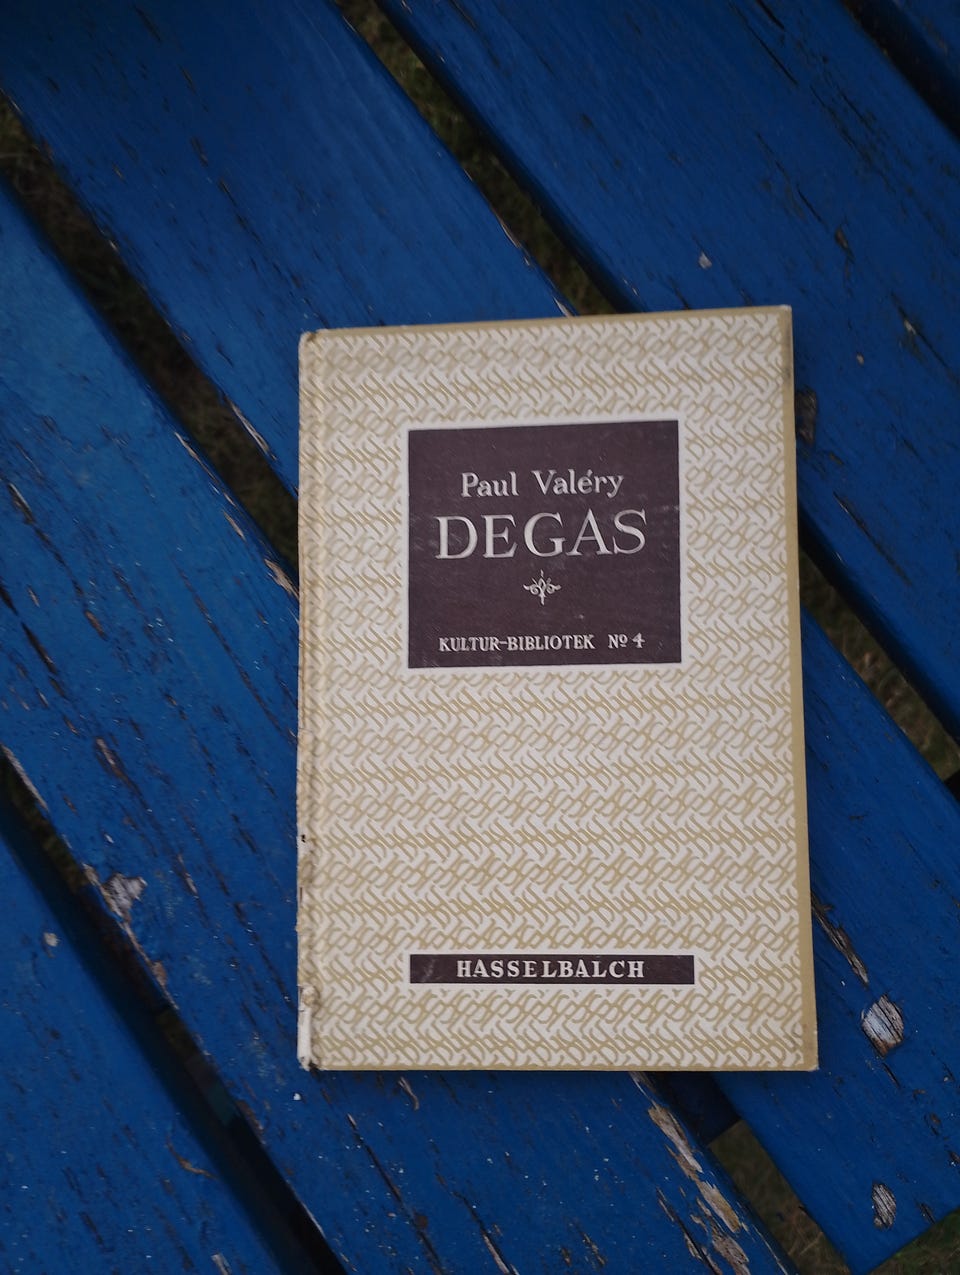 Paul Valéry
DEGAS
KULTUR-BIBLIOTEK Nº 4
HASSELBALCH